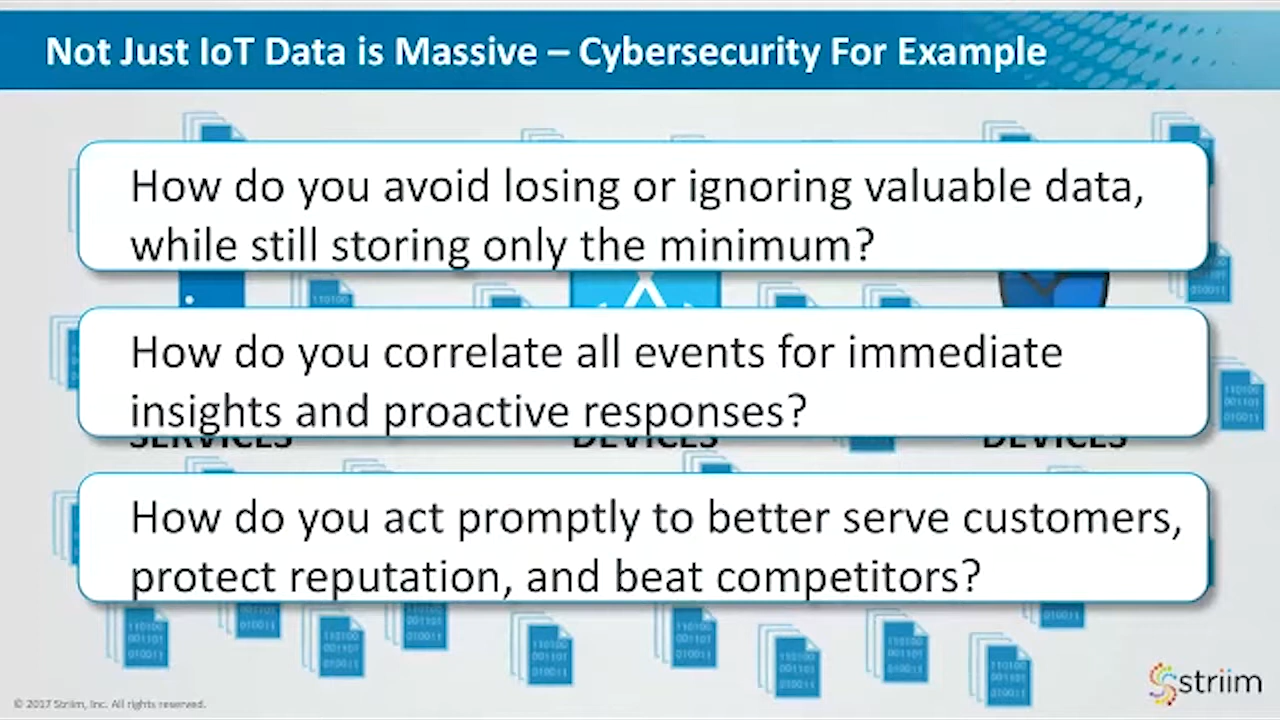 Not Just IoT Data is Massive – Cybersecurity For Example
How do you avoid losing or ignoring valuable data,
while still storing only the minimum?
How do you correlate all events for immediate
insights and proactive responses?
SERVICES
DEVICES
DEVICES
How do you act promptly to better serve customers,
protect reputation, and beat competitors?
© 2017 Striim, Inc. All rights reserved.
striim